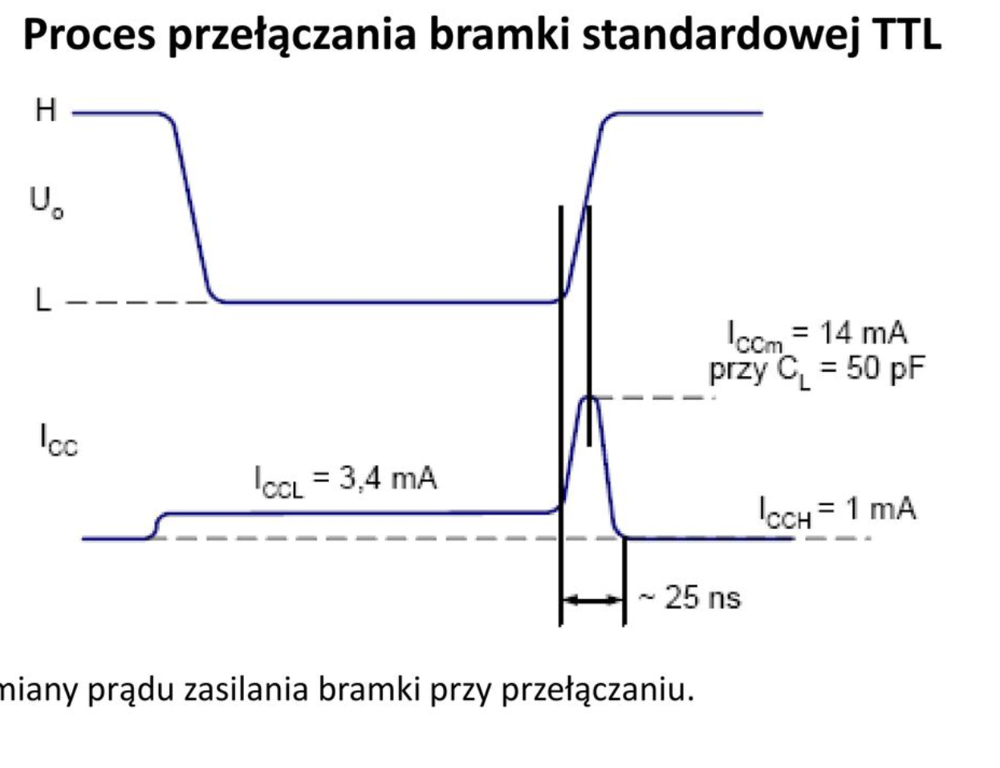 Proces przełączania bramki standardowej TTL
H
Uo
L
ICCm = 14 mA
przy CL = 50 pF
ICC
ICCL = 3,4 mA
ICCH = 1 mA
~ 25 ns
miany prądu zasilania bramki przy przełączaniu.